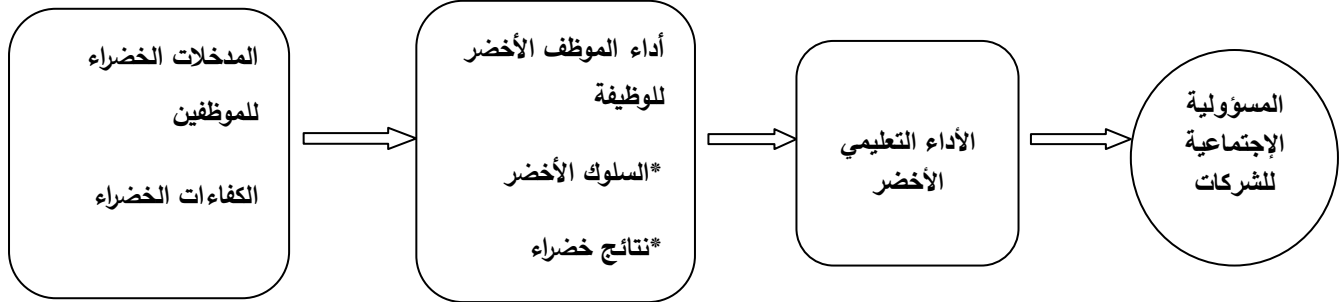 المدخلات الخضراء
للموظفين
الكفاءات الخضراء
أداء الموظف الأخضر
للوظيفة
*السلوك الأخضر
*نتائج خضراء
الأداء التعليمي
الأخضر
المسؤولية
الإجتماعية
للشركات